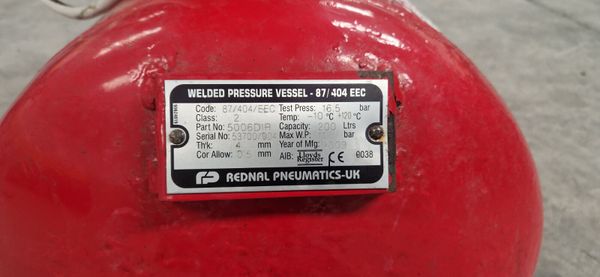 WELDED PRESSURE VESSEL - 87/404 EEC
Code: 87/404/EEC Test Press: 16.5 bar
Class: 2 Temp: -10 °C +120 °C
Part No: 5006D1R Capacity: 200 Ltrs
Serial No: Max W.P: bar
Th'k: 4 mm Year of Mfg:
Cor Allow: 0.5 mm AIB: Lloyds Register CE 0038
REDNAL PNEUMATICS-UK